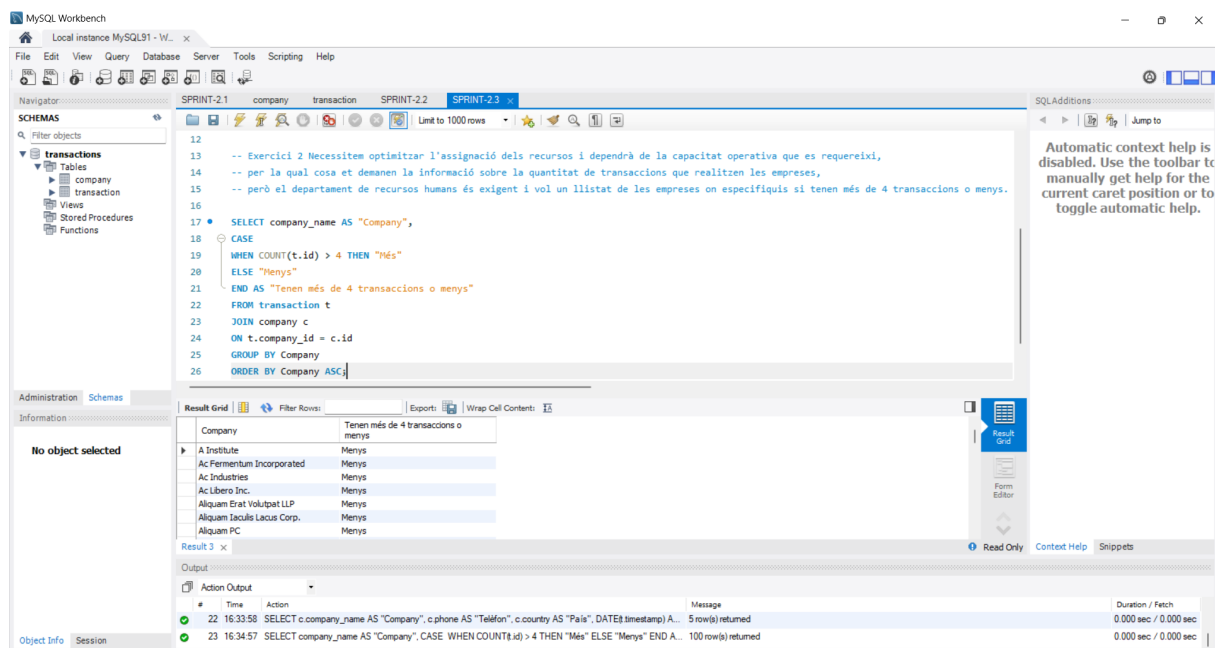 MySQL Workbench
Local instance MySQL91 - W... ×
File Edit View Query Database Server Tools Scripting Help
Navigator
SCHEMAS
Filter objects
transactions
Tables
company
transaction
Views
Stored Procedures
Functions
Administration Schemas
Information
No object selected
Object Info Session
SPRINT-2.1 company transaction SPRINT-2.2 SPRINT-2.3 ×
Limit to 1000 rows
12
13 -- Exercici 2 Necessitem optimitzar l'assignació dels recursos i dependrà de la capacitat operativa que es requereixi,
14 -- per la qual cosa et demanen la informació sobre la quantitat de transaccions que realitzen les empreses,
15 -- però el departament de recursos humans és exigent i vol un llistat de les empreses on especifiquis si tenen més de 4 transaccions o menys.
16
17 SELECT company_name AS "Company",
18 CASE
19 WHEN COUNT(t.id) > 4 THEN "Més"
20 ELSE "Menys"
21 END AS "Tenen més de 4 transaccions o menys"
22 FROM transaction t
23 JOIN company c
24 ON t.company_id = c.id
25 GROUP BY Company
26 ORDER BY Company ASC;
Result Grid Filter Rows: Export: Wrap Cell Content:
Company Tenen més de 4 transaccions o menys
A Institute Menys
Ac Fermentum Incorporated Menys
Ac Industries Menys
Ac Libero Inc. Menys
Aliquam Erat Volutpat LLP Menys
Aliquam Iaculis Lacus Corp. Menys
Aliquam PC Menys
Result Grid
Form Editor
Result 3 × Read Only
SQLAdditions
Jump to
Automatic context help is
disabled. Use the toolbar to
manually get help for the
current caret position or to
toggle automatic help.
Context Help Snippets
Output
Action Output
# Time Action Message Duration / Fetch
22 16:33:58 SELECT c.company_name AS "Company", c.phone AS "Telèfon", c.country AS "País", DATE(t.timestamp) A... 5 row(s) returned 0.000 sec / 0.000 sec
23 16:34:57 SELECT company_name AS "Company", CASE WHEN COUNT(t.id) > 4 THEN "Més" ELSE "Menys" END A... 100 row(s) returned 0.000 sec / 0.000 sec